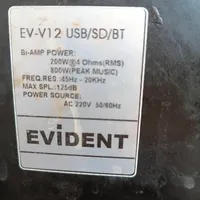 EV-V12 USB/SD/BT
BI-AMP POWER:
200W@4 Ohms(RMS)
800W(PEAK MUSIC)
FREQ.RES.:45Hz - 20KHz
MAX SPL.:125dB
POWER SOURCE:
AC 220V 50/60Hz
EVIDENT